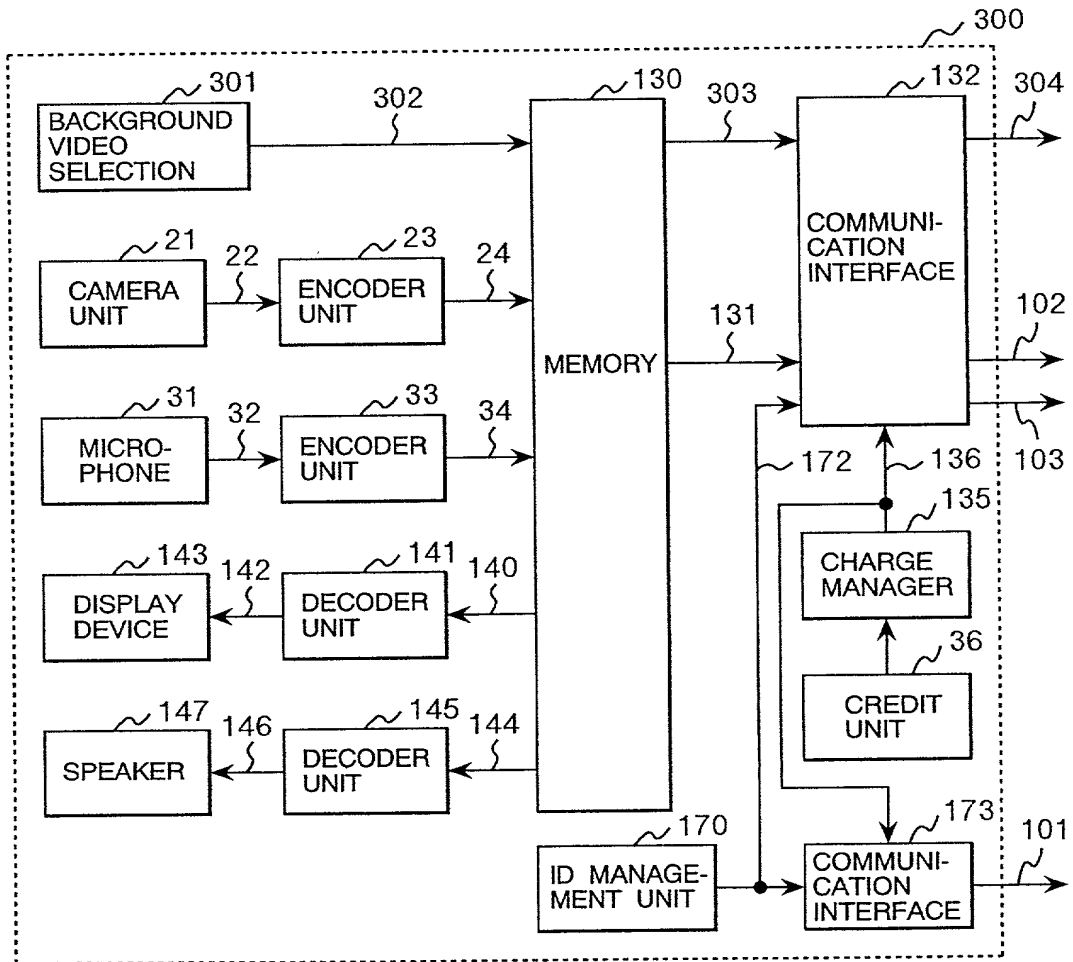 300
301
302
130
303
132
304
BACKGROUND
VIDEO
SELECTION
COMMUNI-
CATION
INTERFACE
21
22
23
24
CAMERA
UNIT
ENCODER
UNIT
102
131
MEMORY
31
32
33
34
MICRO-
PHONE
ENCODER
UNIT
172
136
103
135
CHARGE
MANAGER
143
142
141
140
DISPLAY
DEVICE
DECODER
UNIT
36
CREDIT
UNIT
147
146
145
144
SPEAKER
DECODER
UNIT
170
173
101
ID MANAGE-
MENT UNIT
COMMUNI-
CATION
INTERFACE